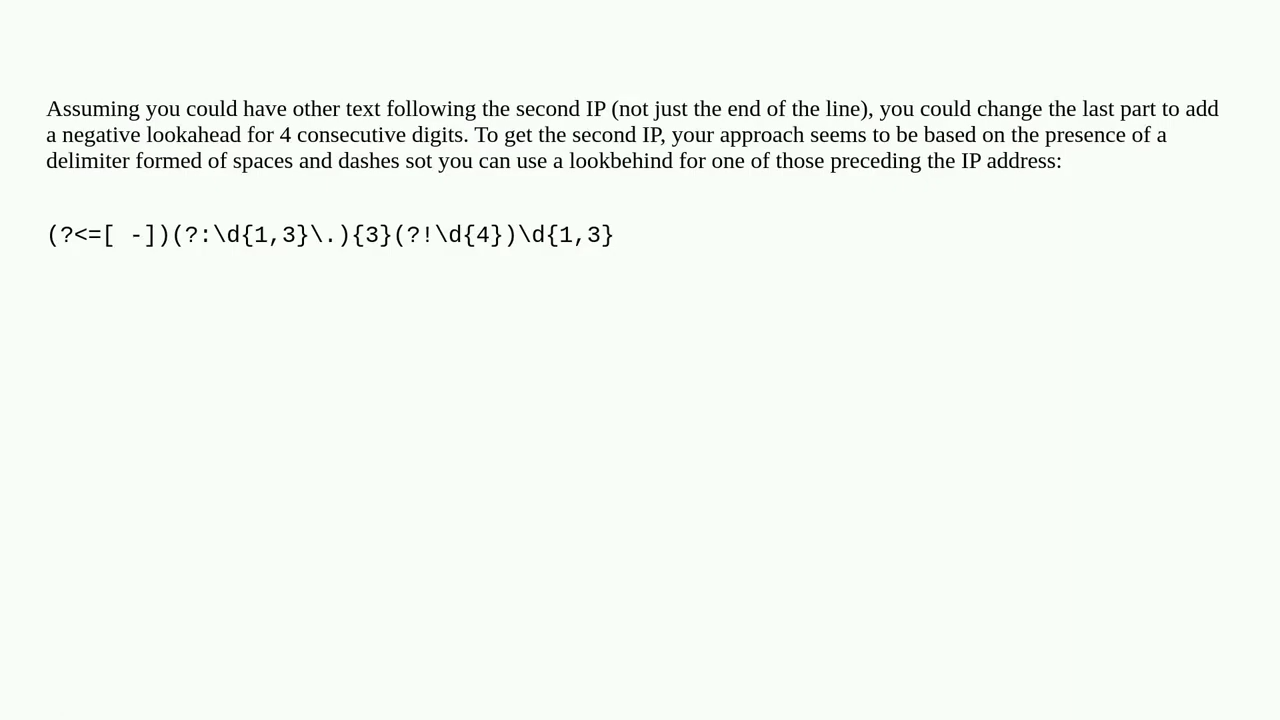 Assuming you could have other text following the second IP (not just the end of the line), you could change the last part to add
a negative lookahead for 4 consecutive digits. To get the second IP, your approach seems to be based on the presence of a
delimiter formed of spaces and dashes sot you can use a lookbehind for one of those preceding the IP address:
(?<=[ -])(?:\d{1,3}\.){3}(?!\d{4})\d{1,3}